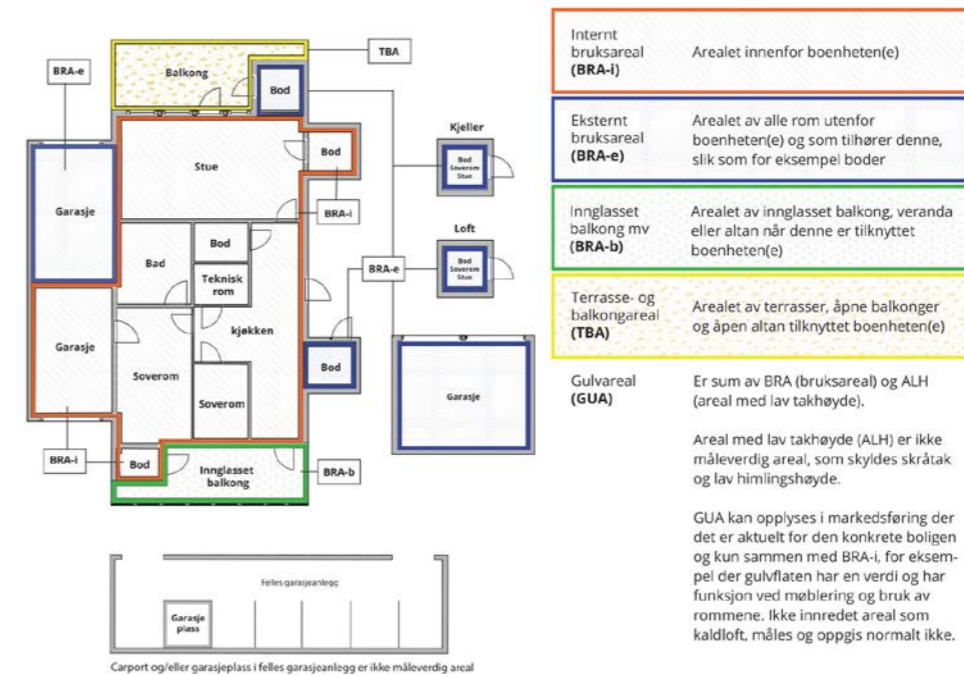 TBA
BRA-e
Balkong
Bod
Kjeller
Bod
Soverom
Stue
Stue
Bod
Garasje
BRA-i
Loft
Bod
Bod
Soverom
Stue
Bad
BRA-e
Teknisk
rom
kjøkken
Garasje
Soverom
Bod
Soverom
Garasje
BRA-i
Bod
Innglasset
balkong
BRA-b
Felles garasjeanlegg
Garasje
plass
Carport og/eller garasjeplass i felles garasjeanlegg er ikke måleverdig areal
Internt
bruksareal
(BRA-i)
Arealet innenfor boenheten(e)
Eksternt
bruksareal
(BRA-e)
Arealet av alle rom utenfor
boenheten(e) og som tilhører denne,
slik som for eksempel boder
Innglasset
balkong mv
(BRA-b)
Arealet av innglasset balkong, veranda
eller altan når denne er tilknyttet
boenheten(e)
Terrasse- og
balkongareal
(TBA)
Arealet av terrasser, åpne balkonger
og åpen altan tilknyttet boenheten(e)
Gulvareal
(GUA)
Er sum av BRA (bruksareal) og ALH
(areal med lav takhøyde).
Areal med lav takhøyde (ALH) er ikke
måleverdig areal, som skyldes skråtak
og lav himlingshøyde.
GUA kan opplyses i markedsføring der
det er aktuelt for den konkrete boligen
og kun sammen med BRA-i, for eksem-
pel der gulvflaten har en verdi og har
funksjon ved møblering og bruk av
rommene. Ikke innredet areal som
kaldloft, måles og oppgis normalt ikke.